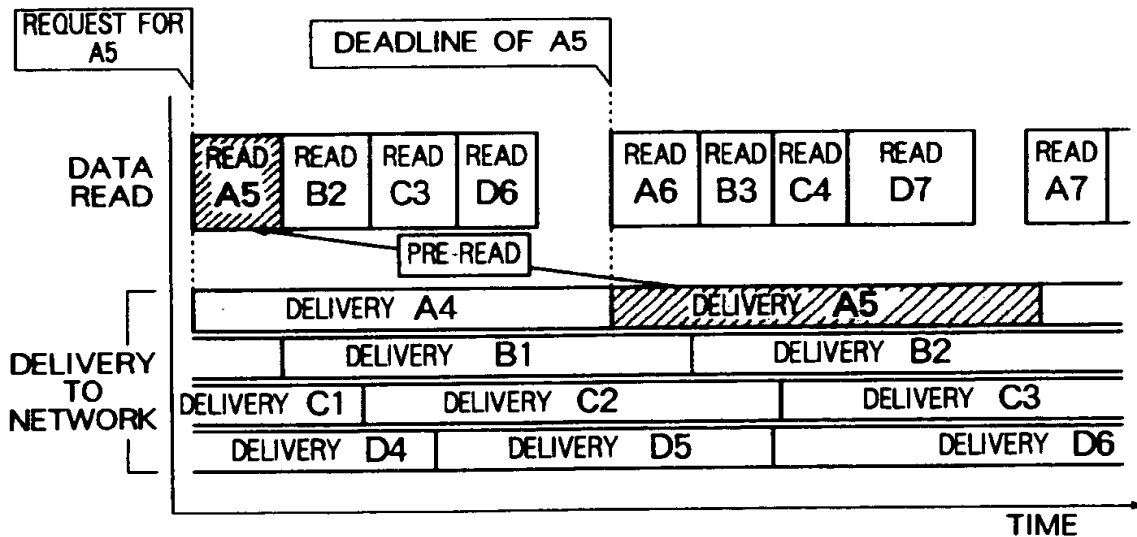 REQUEST FOR
A5
DEADLINE OF A5
DATA
READ
READ
A5
READ
B2
READ
C3
READ
D6
READ
A6
READ
B3
READ
C4
READ
D7
READ
A7
PRE-READ
DELIVERY
TO
NETWORK
DELIVERY A4
DELIVERY A5
DELIVERY B1
DELIVERY B2
DELIVERY C1
DELIVERY C2
DELIVERY C3
DELIVERY D4
DELIVERY D5
DELIVERY D6
TIME